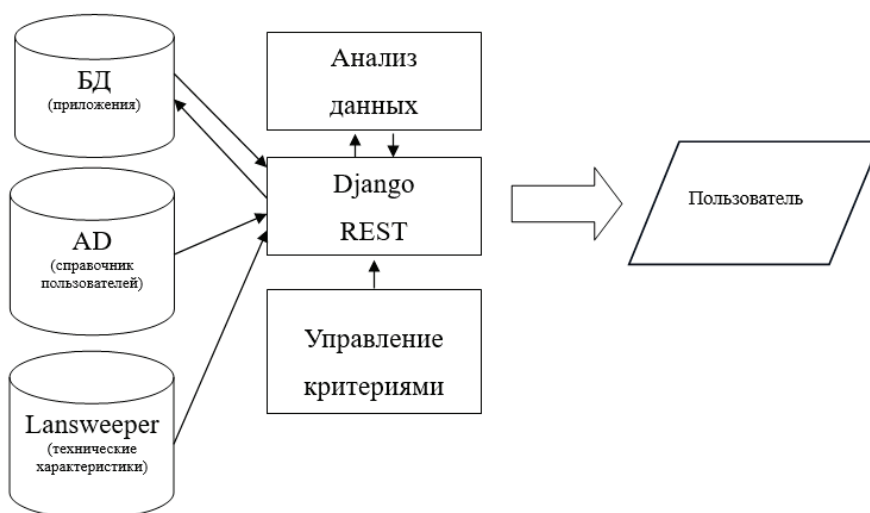 БД
(приложения)
AD
(справочник
пользователей)
Lansweeper
(технические
характеристики)
Анализ
данных
Django
REST
Управление
критериями
Пользователь